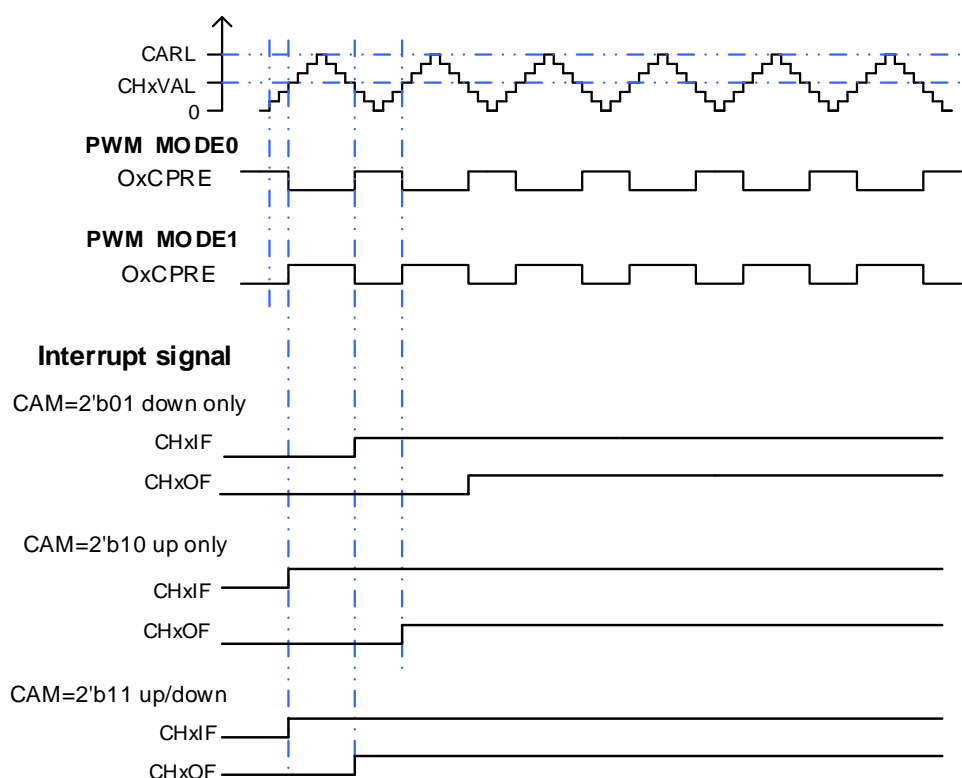 CARL
CHxVAL
0
PWM MODE0
OxCPRE
PWM MODE1
OxCPRE
Interrupt signal
CAM=2'b01 down only
CHxIF
CHxOF
CAM=2'b10 up only
CHxIF
CHxOF
CAM=2'b11 up/down
CHxIF
CHxOF